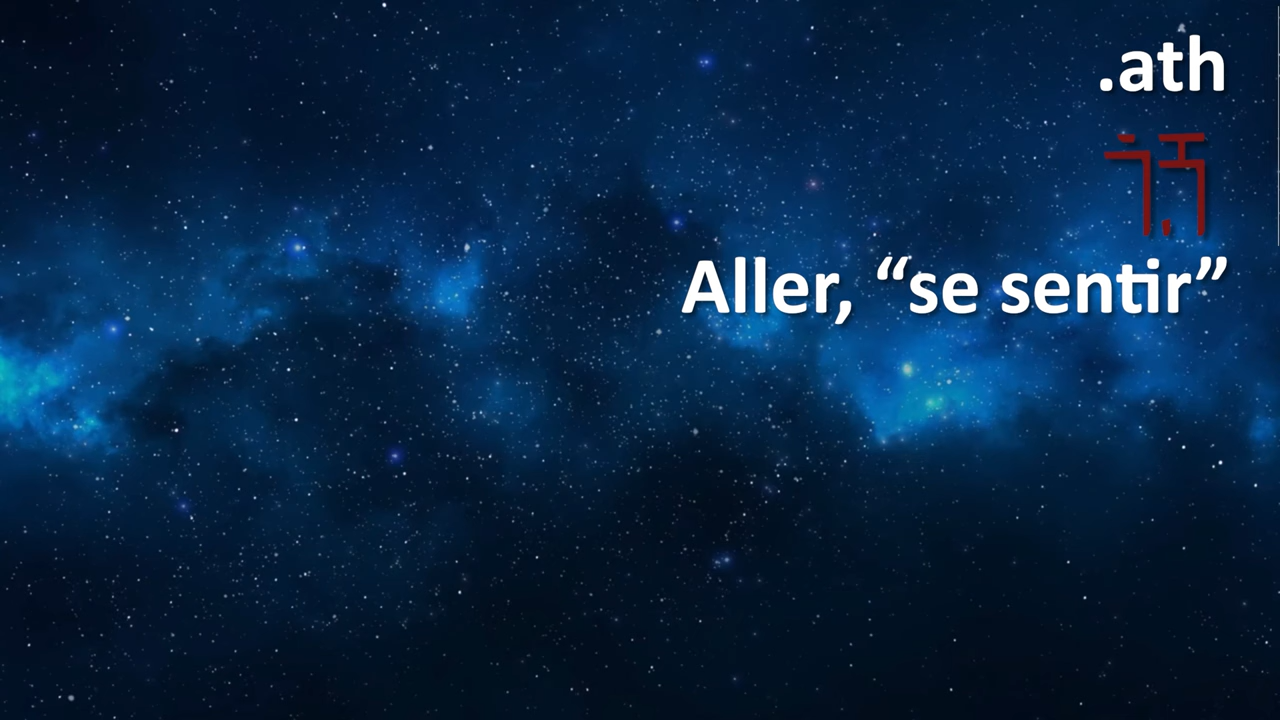 .ath
Aller, “se sentir”